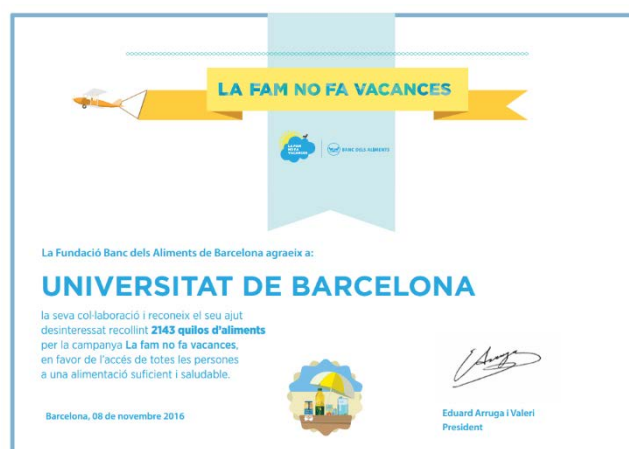 LA FAM NO FA VACANCES
LA FAM
NO FA
VACANCES
BANC DELS ALIMENTS
La Fundació Banc dels Aliments de Barcelona agraeix a:
UNIVERSITAT DE BARCELONA
la seva col·laboració i reconeix el seu ajut
desinteressat recollint 2143 quilos d'aliments
per la campanya La fam no fa vacances,
en favor de l'accés de totes les persones
a una alimentació suficient i saludable.
Barcelona, 08 de novembre 2016
Eduard Arruga i Valeri
President